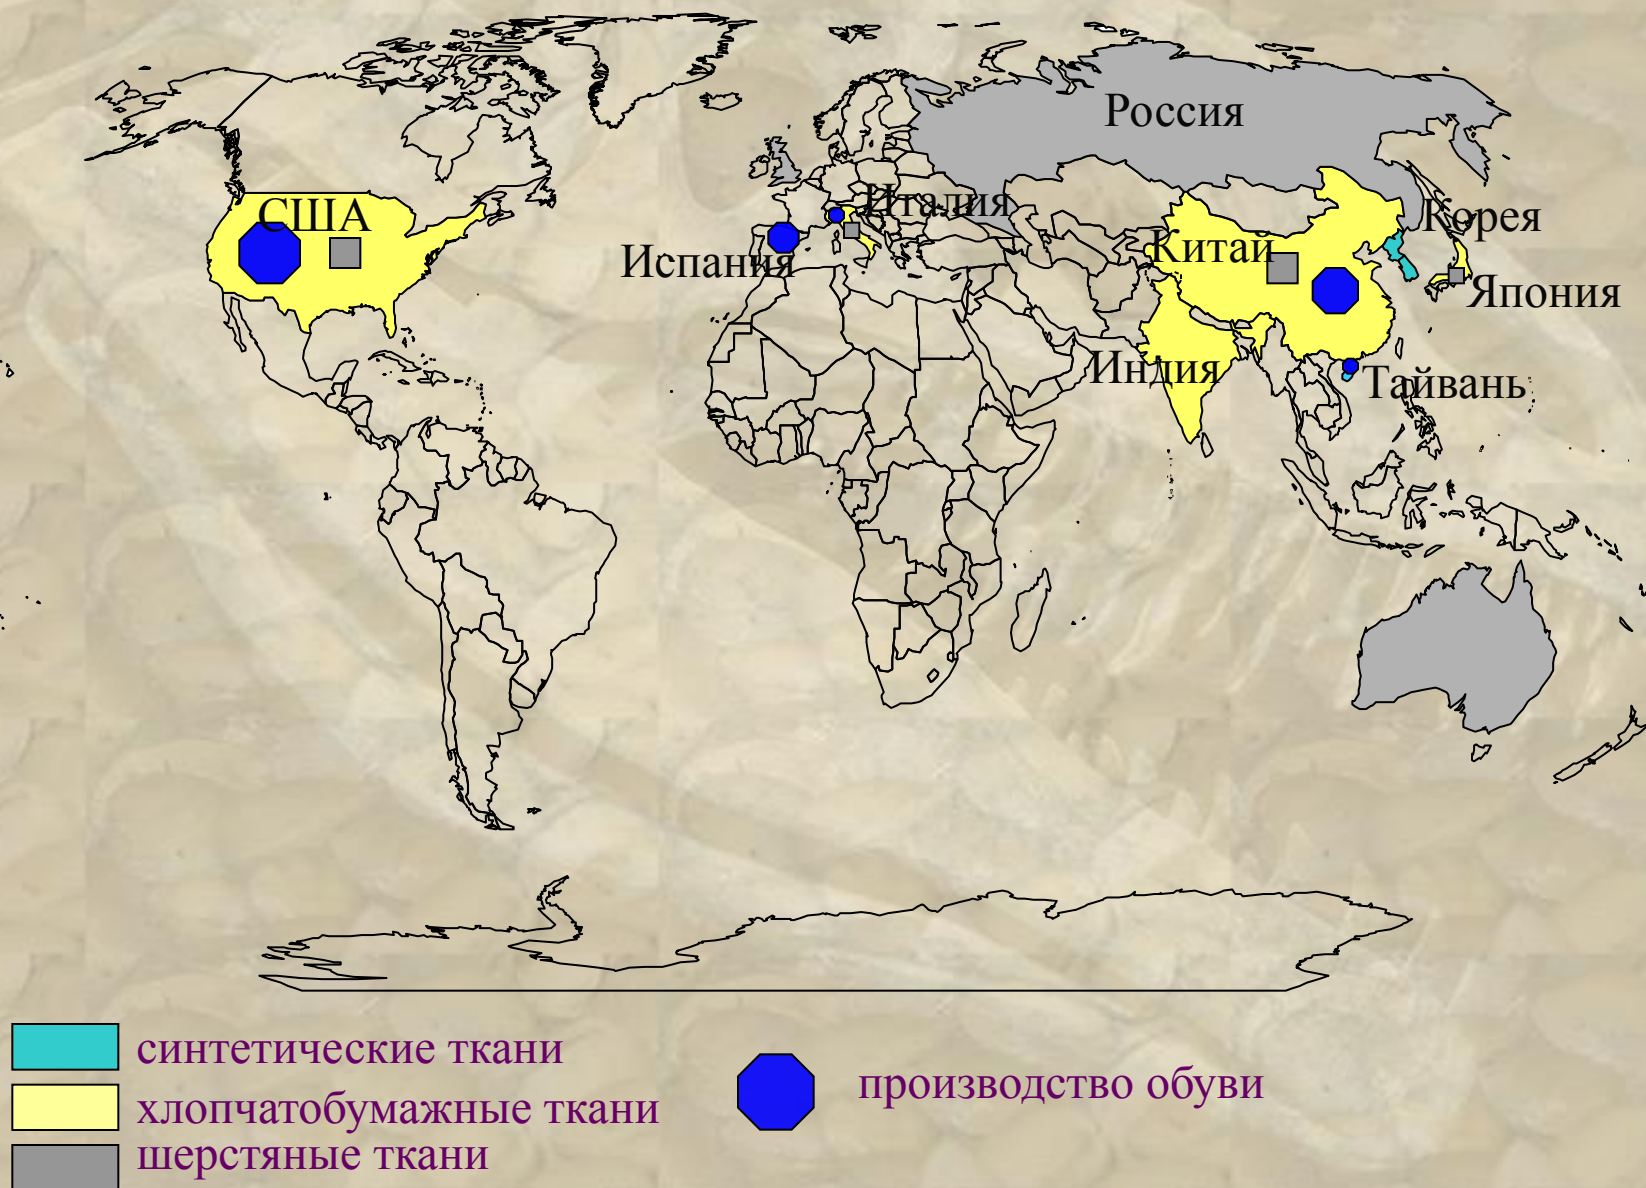 Россия
США
Италия
Корея
Испания
Китай
Япония
Индия
Тайвань
синтетические ткани
хлопчатобумажные ткани
шерстяные ткани
производство обуви